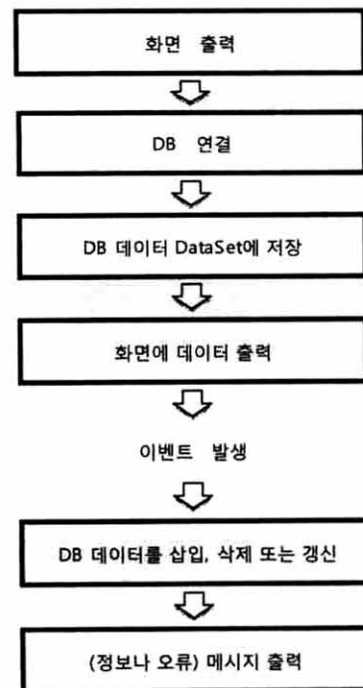 화면 출력
DB 연결
DB 데이터 DataSet에 저장
화면에 데이터 출력
이벤트 발생
DB 데이터를 삽입, 삭제 또는 갱신
(정보나 오류) 메시지 출력